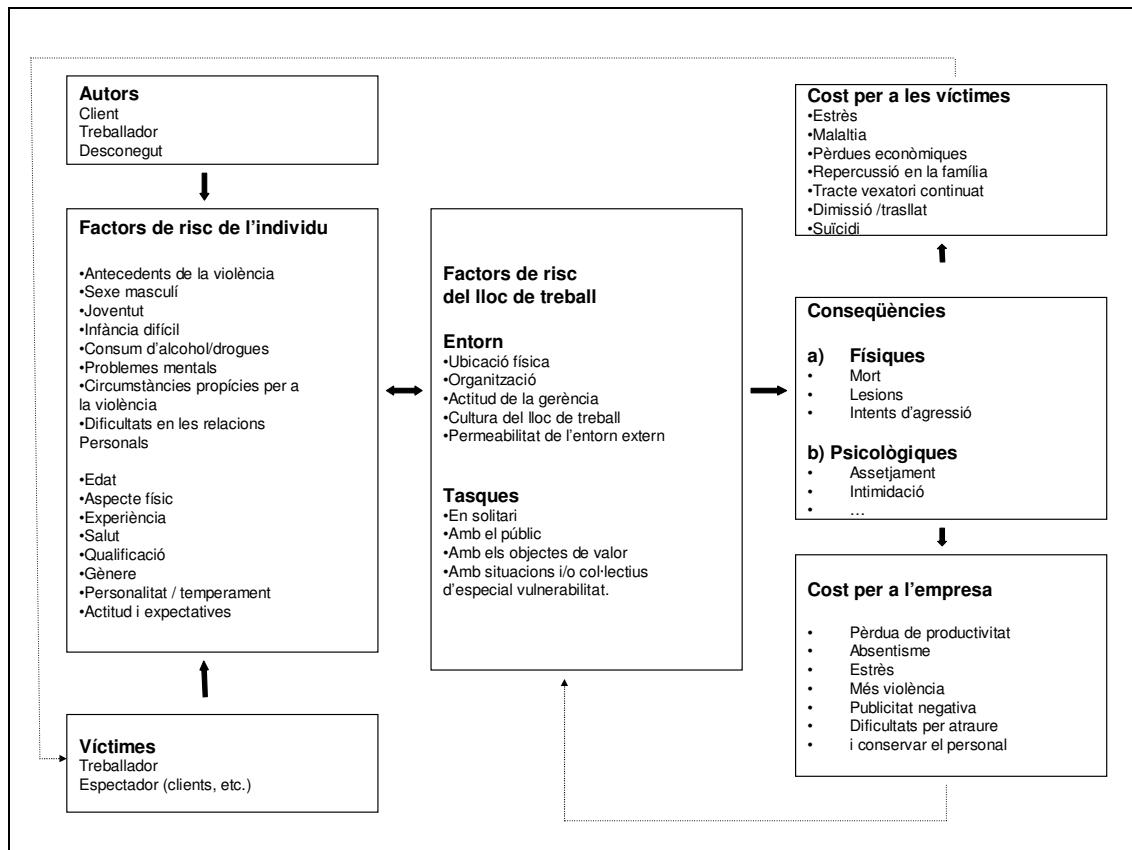 Autors
Client
Treballador
Desconegut
Factors de risc de l’individu
•Antecedents de la violència
•Sexe masculí
•Joventut
•Infància difícil
•Consum d’alcohol/drogues
•Problemes mentals
•Circumstàncies propícies per a
la violència
•Dificultats en les relacions
Personals
•Edat
•Aspecte físic
•Experiència
•Salut
•Qualificació
•Gènere
•Personalitat / temperament
•Actitud i expectatives
Víctimes
Treballador
Espectador (clients, etc.)
Factors de risc
del lloc de treball
Entorn
•Ubicació física
•Organització
•Actitud de la gerència
•Cultura del lloc de treball
•Permeabilitat de l’entorn extern
Tasques
•En solitari
•Amb el públic
•Amb els objectes de valor
•Amb situacions i/o col·lectius
d’especial vulnerabilitat.
Cost per a les víctimes
•Estrès
•Malaltia
•Pèrdues econòmiques
•Repercussió en la família
•Tracte vexatori continuat
•Dimissió /trasllat
•Suïcidi
Conseqüències
a) Físiques
• Mort
• Lesions
• Intents d’agressió
b) Psicològiques
• Assetjament
• Intimidació
• …
Cost per a l’empresa
• Pèrdua de productivitat
• Absentisme
• Estrès
• Més violència
• Publicitat negativa
• Dificultats per atraure
• i conservar el personal